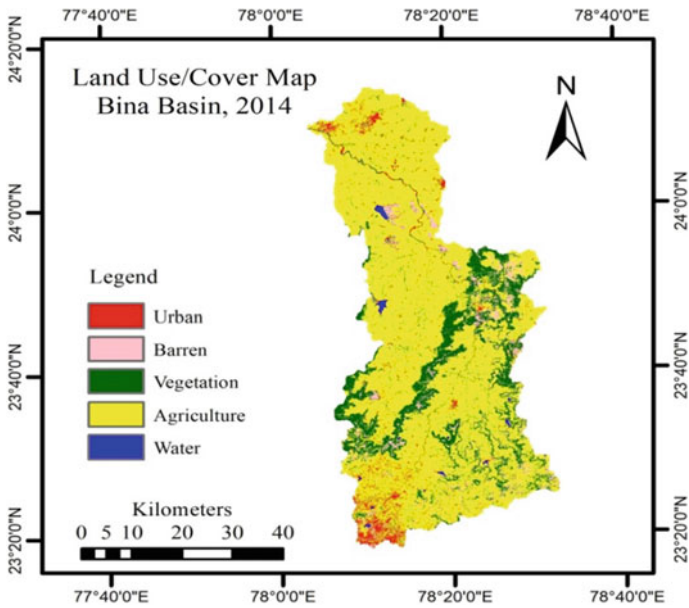 77°40'0"E 78°0'0"E 78°20'0"E 78°40'0"E
24°20'0"N
24°0'0"N
23°40'0"N
23°20'0"N
Land Use/Cover Map
Bina Basin, 2014
N
Legend
Urban
Barren
Vegetation
Agriculture
Water
Kilometers
0 5 10 20 30 40
24°0'0"N
23°40'0"N
23°20'0"N
77°40'0"E 78°0'0"E 78°20'0"E 78°40'0"E